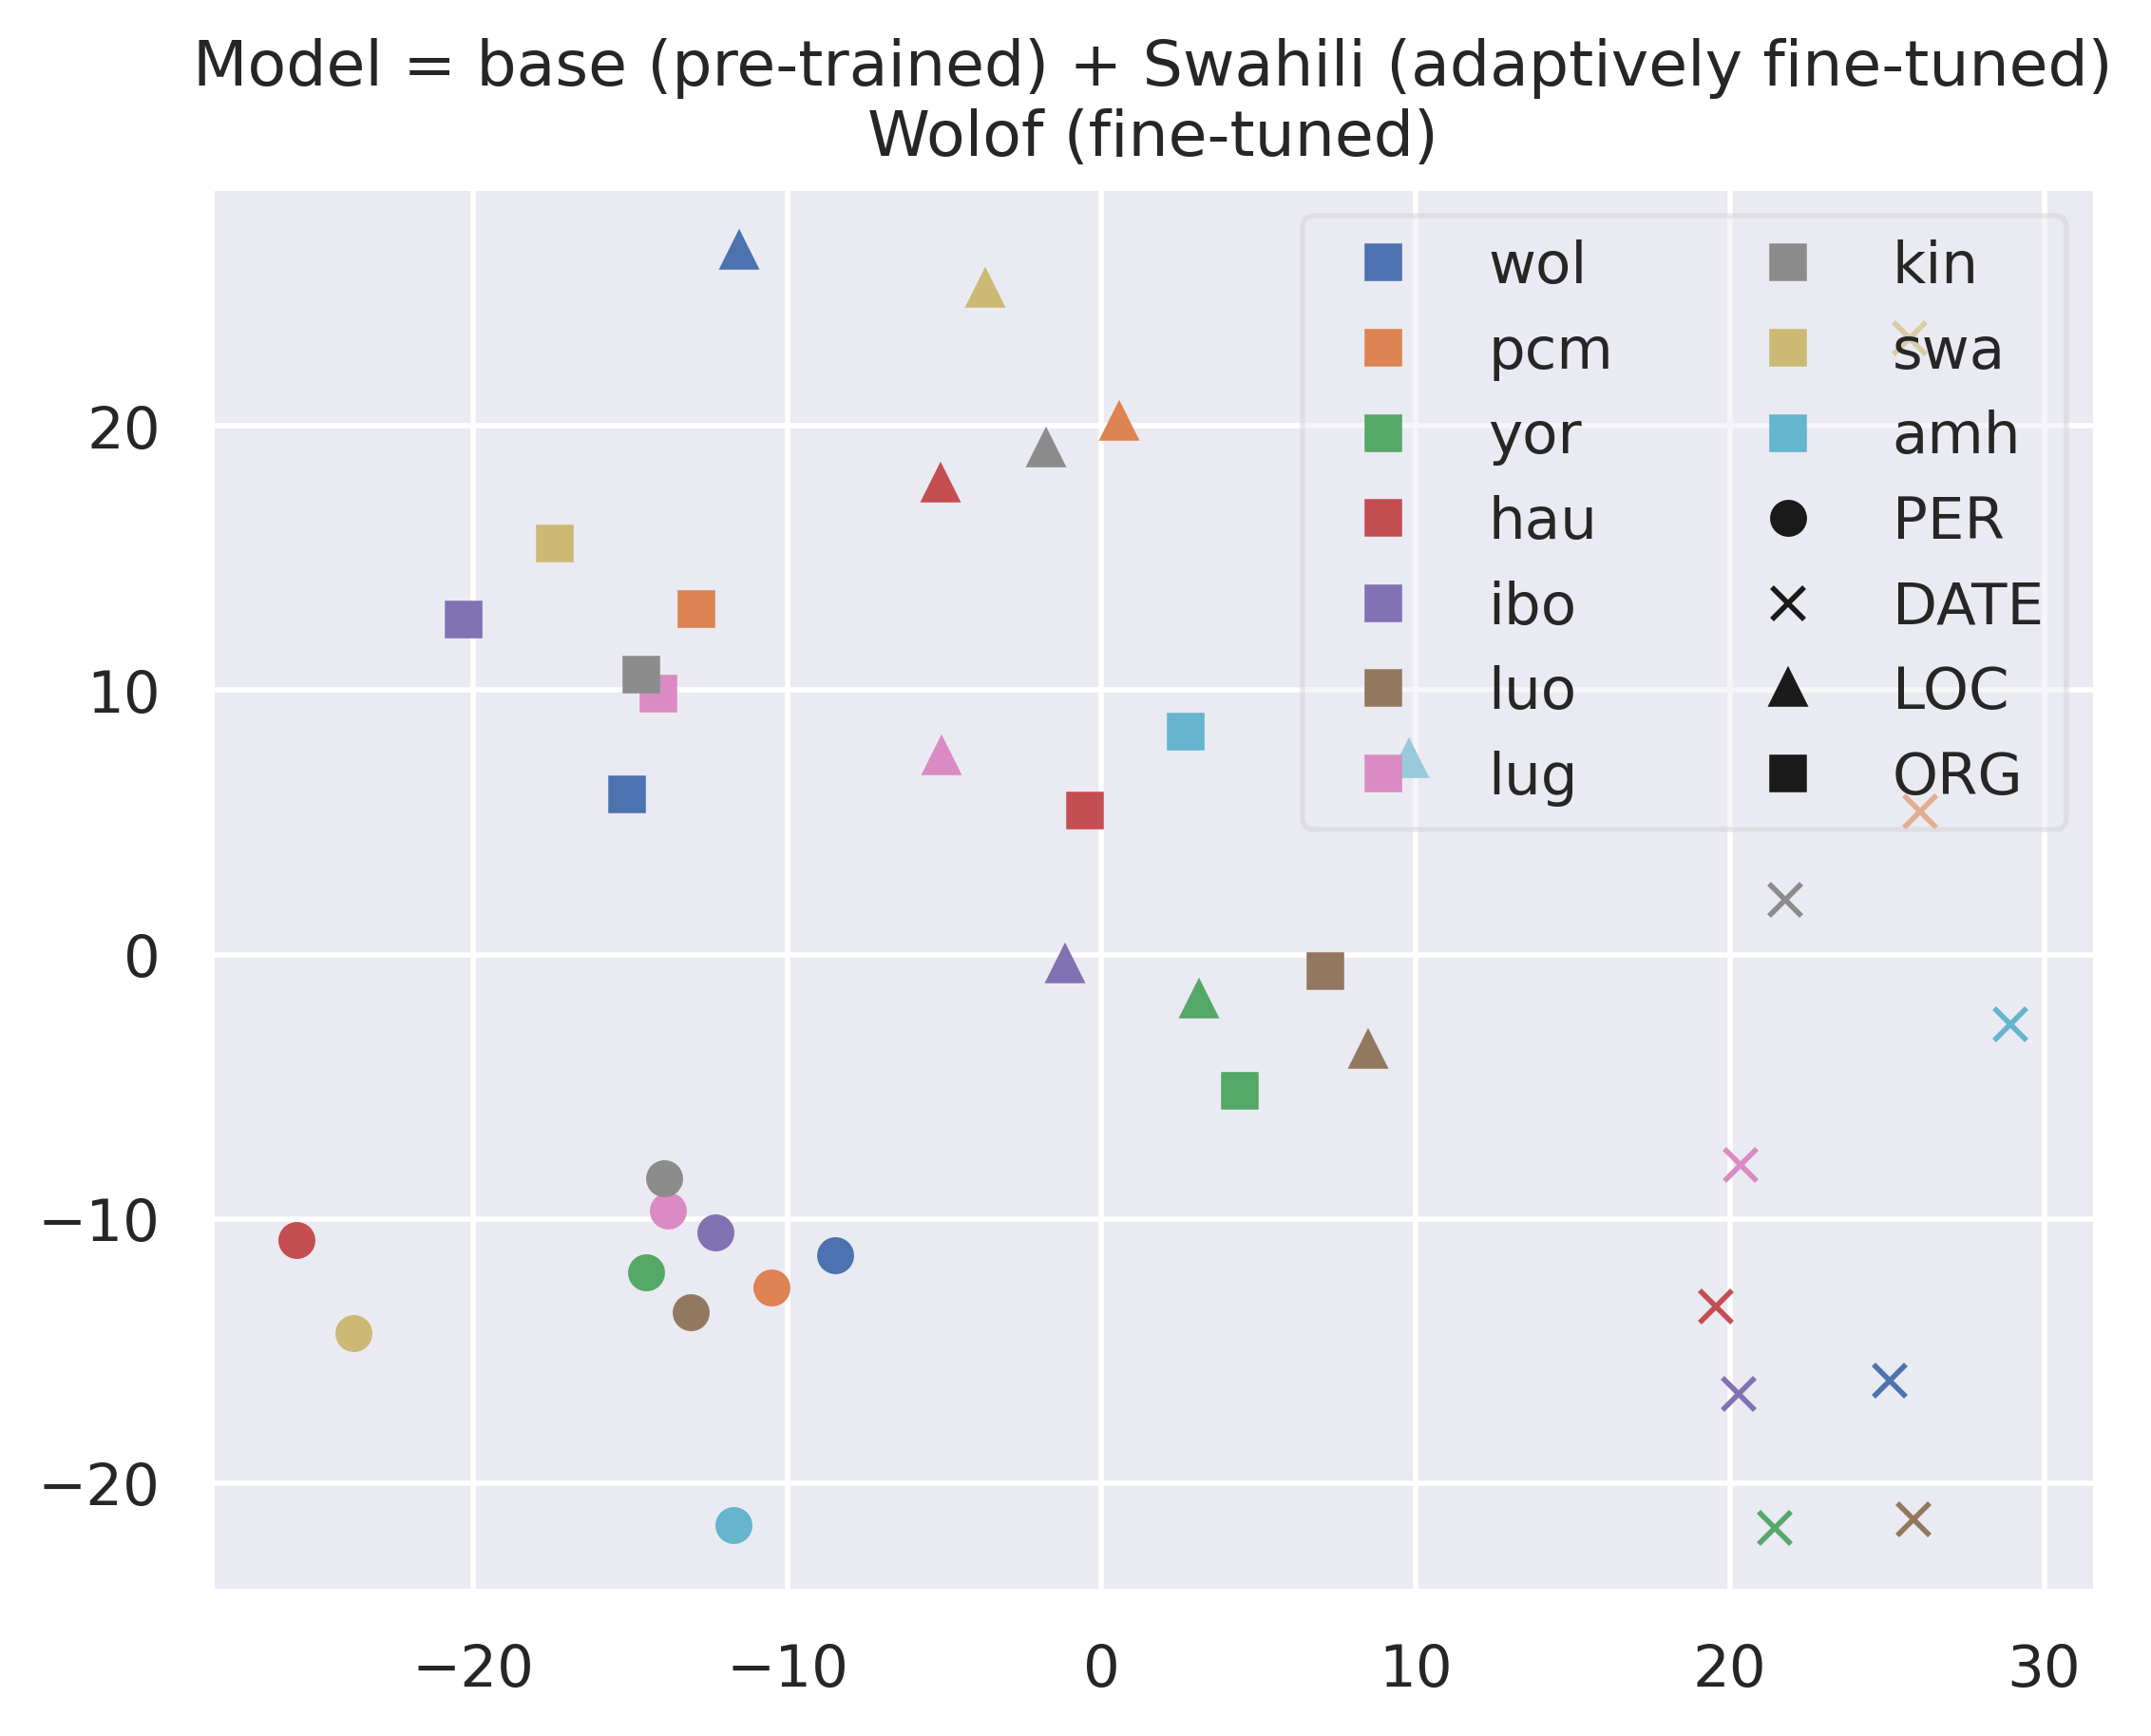 Model = base (pre-trained) + Swahili (adaptively fine-tuned)
Wolof (fine-tuned)
wol
pcm
yor
hau
ibo
luo
lug
kin
swa
amh
PER
DATE
LOC
ORG
20
10
0
−10
−20
−20 −10 0 10 20 30